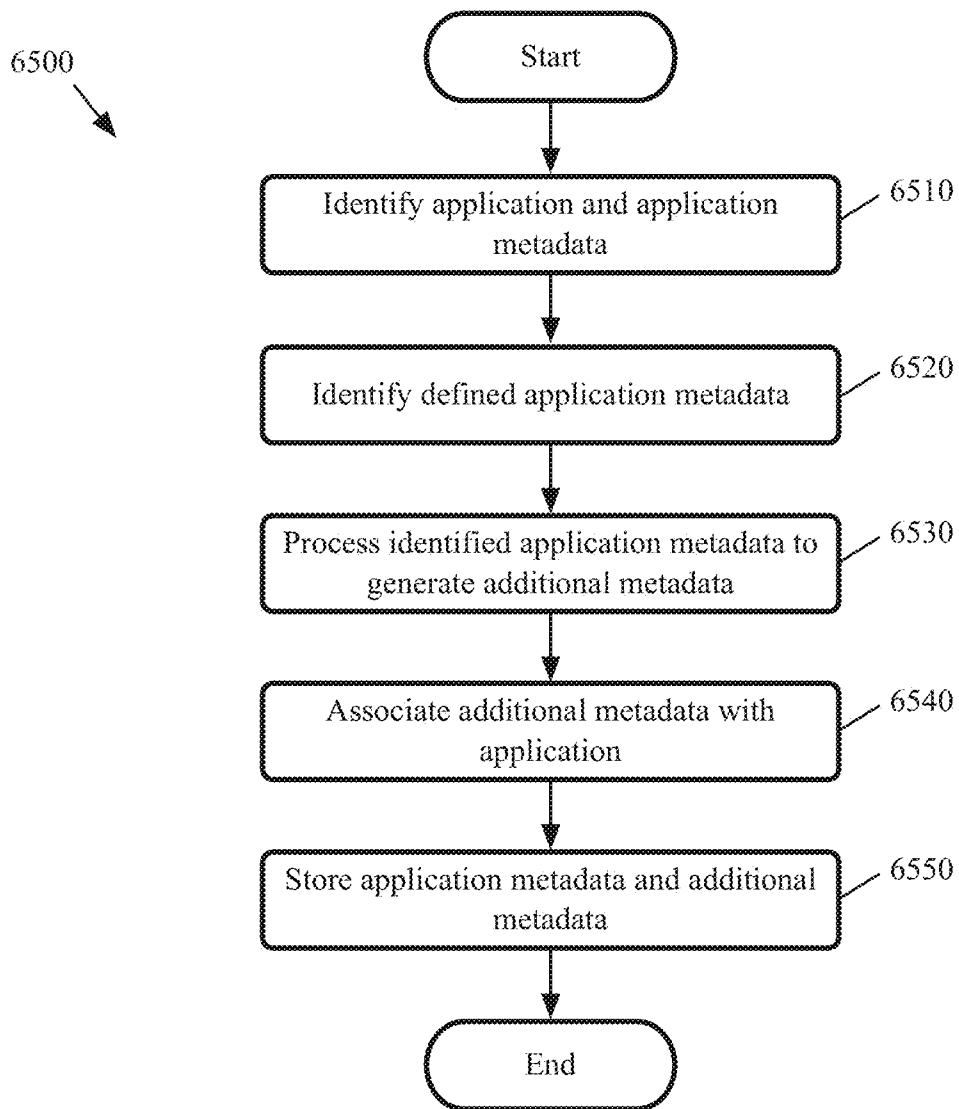 6500
Start
Identify application and application
metadata
6510
Identify defined application metadata
6520
Process identified application metadata to
generate additional metadata
6530
Associate additional metadata with
application
6540
Store application metadata and additional
metadata
6550
End